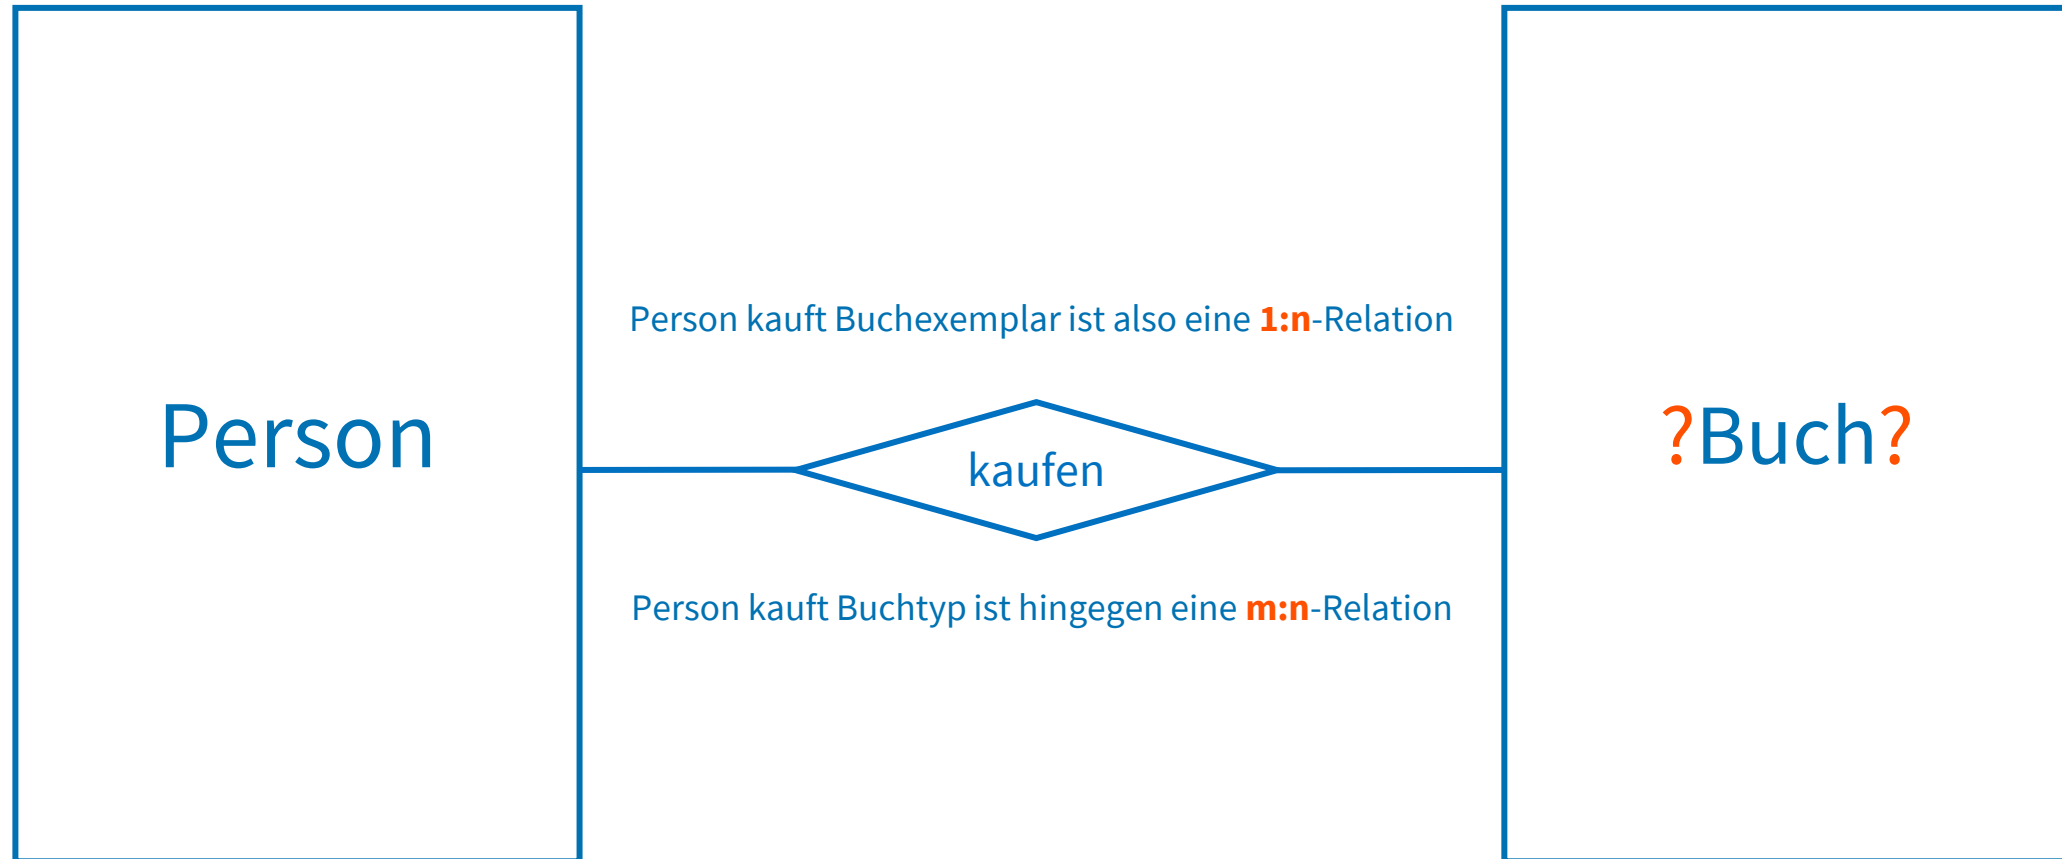 Person kauft Buchexemplar ist also eine 1:n-Relation
Person
kaufen
?Buch?
Person kauft Buchtyp ist hingegen eine m:n-Relation